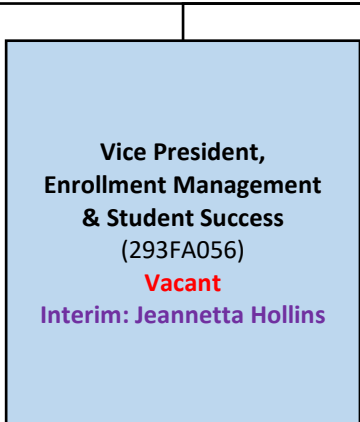 Vice President,
Enrollment Management
& Student Success
(293FA056)
Vacant
Interim: Jeannetta Hollins